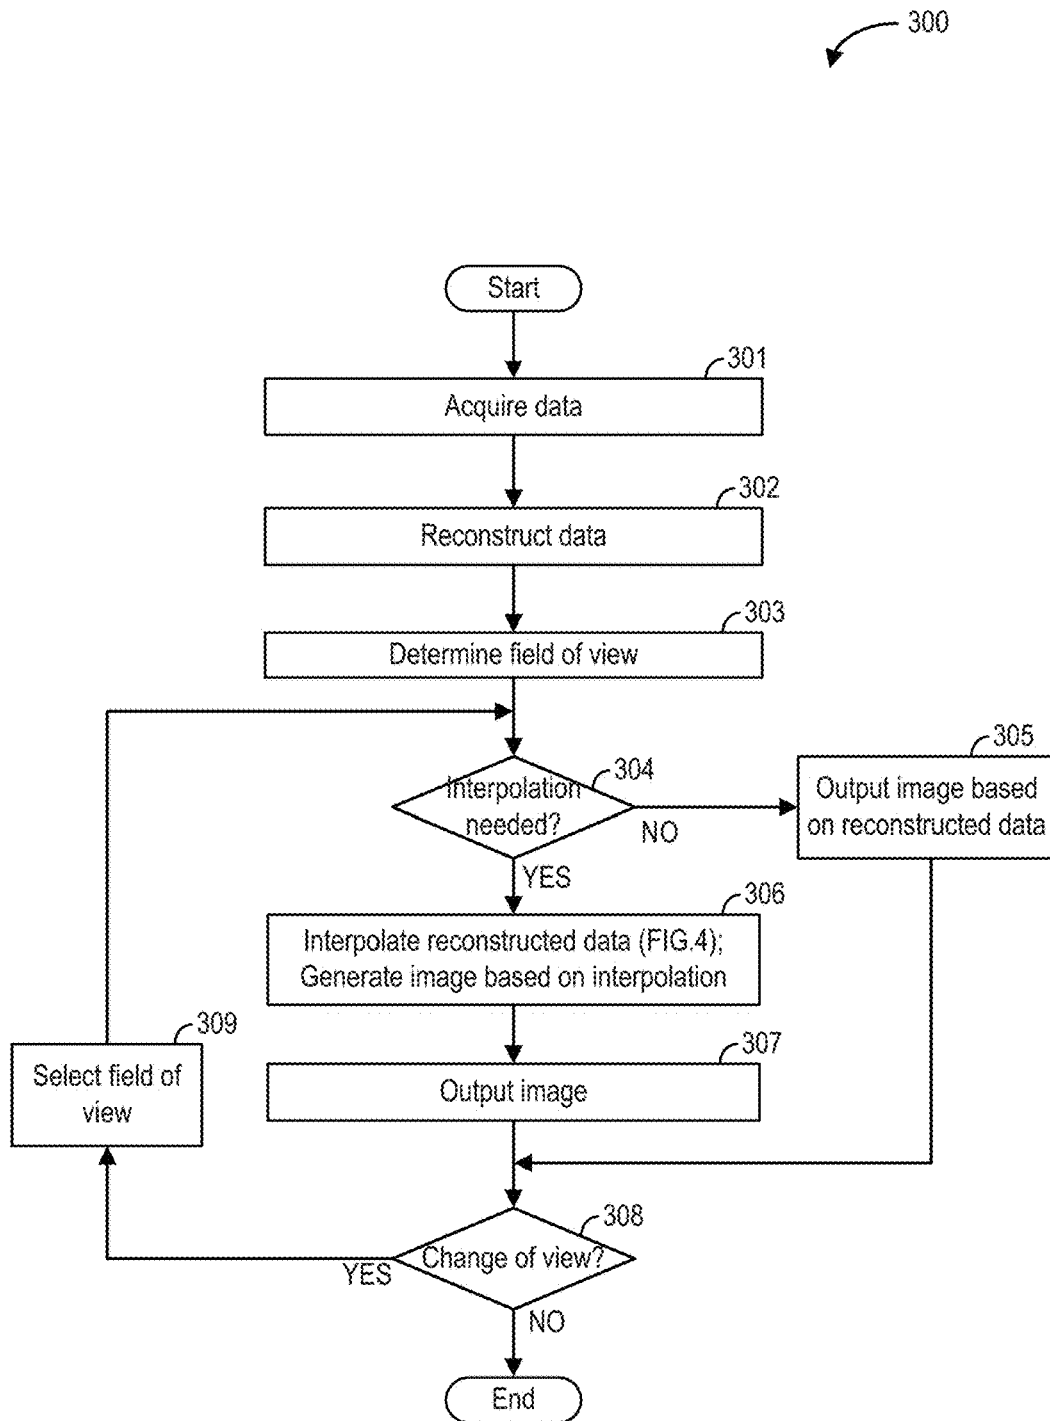 300
Start
301
Acquire data
302
Reconstruct data
303
Determine field of view
304
Interpolation
needed?
NO
YES
305
Output image based
on reconstructed data
306
Interpolate reconstructed data (FIG.4);
Generate image based on interpolation
309
Select field of
view
307
Output image
308
Change of view?
YES
NO
End